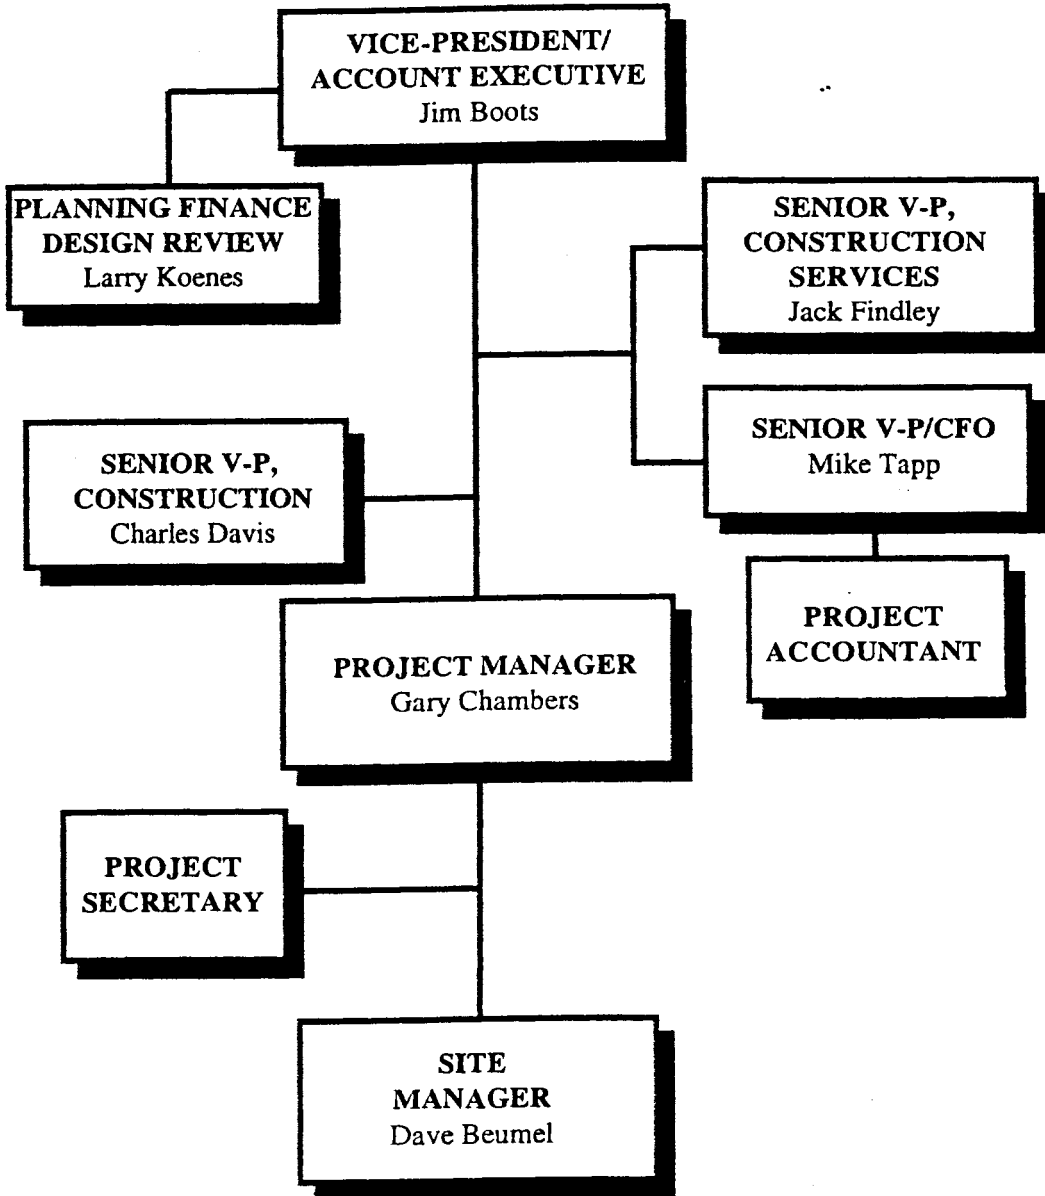 VICE-PRESIDENT/
ACCOUNT EXECUTIVE
Jim Boots
PLANNING FINANCE
DESIGN REVIEW
Larry Koenes
SENIOR V-P,
CONSTRUCTION
SERVICES
Jack Findley
SENIOR V-P/CFO
Mike Tapp
SENIOR V-P,
CONSTRUCTION
Charles Davis
PROJECT
ACCOUNTANT
PROJECT MANAGER
Gary Chambers
PROJECT
SECRETARY
SITE
MANAGER
Dave Beumel